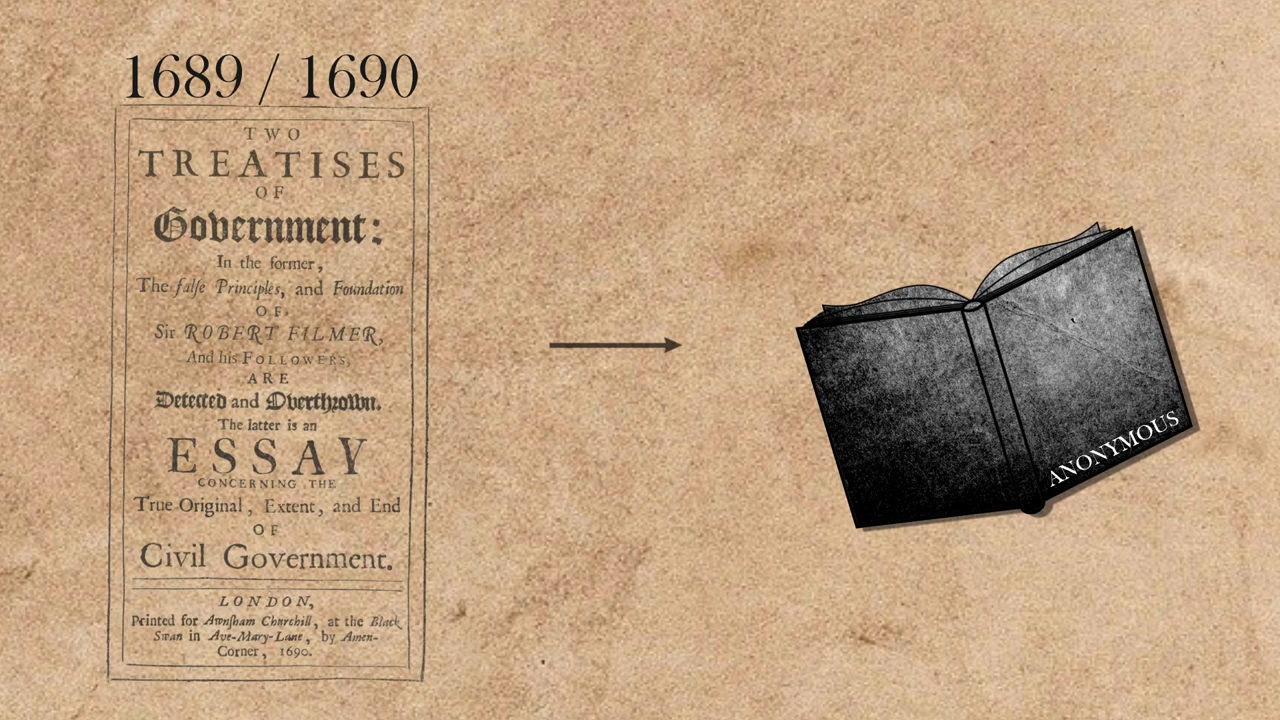 1689 / 1690
TWO
TREATISES
OF
Government:
In the former,
The falſe Principles, and Foundation
OF
Sir ROBERT FILMER,
And his FOLLOWERS,
ARE
Detected and Overthrown.
The latter is an
ESSAY
CONCERNING THE
True Original, Extent, and End
OF
Civil Government.
LONDON,
Printed for Awnſham Churchill, at the Black
Swan in Ave-Mary-Lane, by Amen-
Corner, 1690.
ANONYMOUS